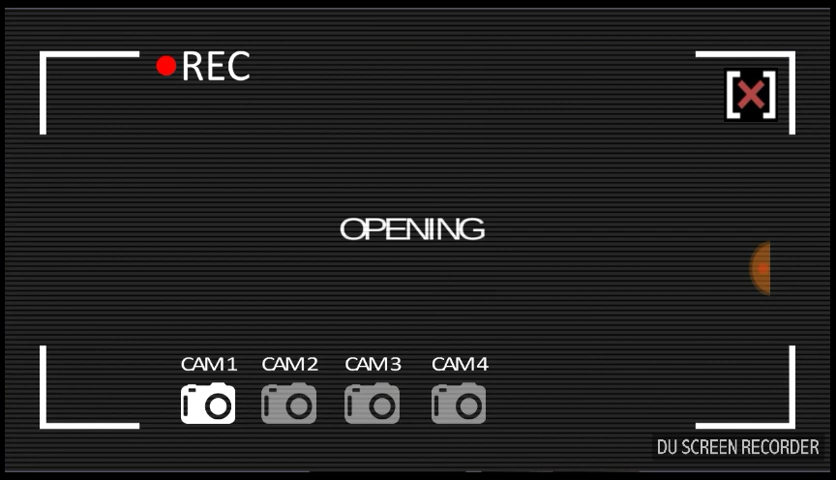 REC
OPENING
CAM1 CAM2 CAM3 CAM4
DU SCREEN RECORDER